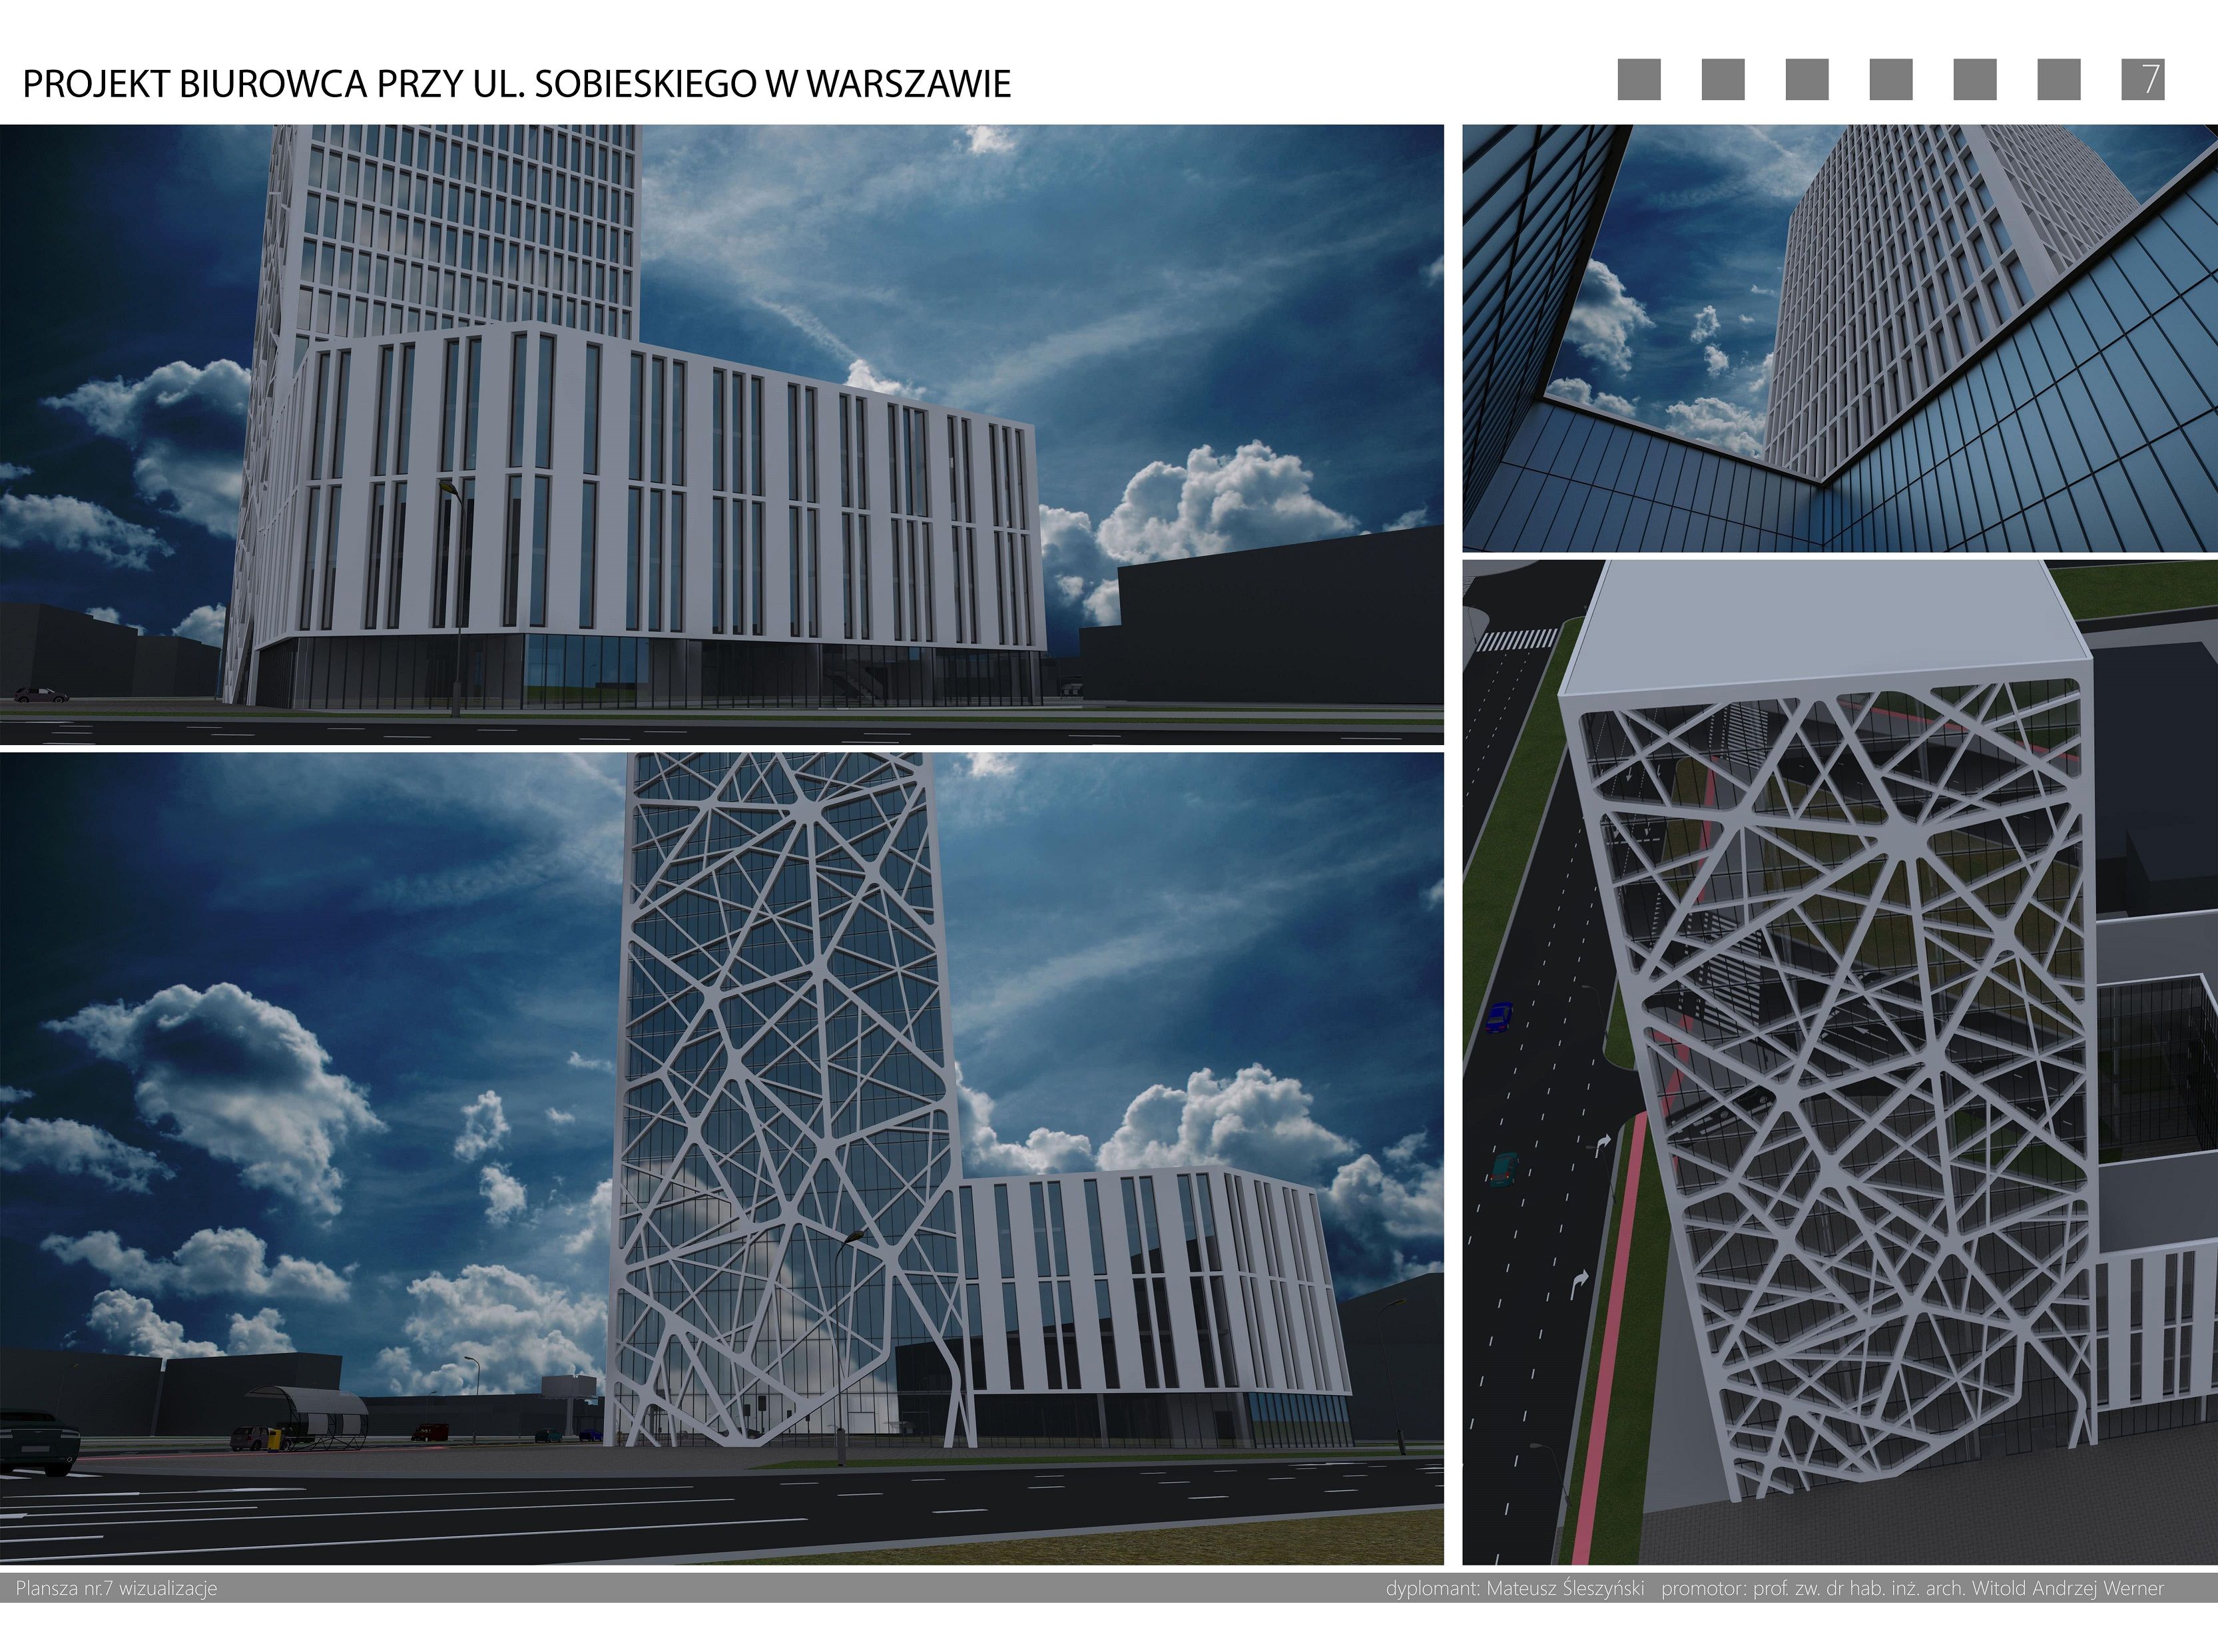 PROJEKT BIUROWCA PRZY UL. SOBIESKIEGO W WARSZAWIE
7
Plansza nr.7 wizualizacje
dyplomant: Mateusz Śleszyński promotor: prof. zw. dr hab. inż. arch. Witold Andrzej Werner